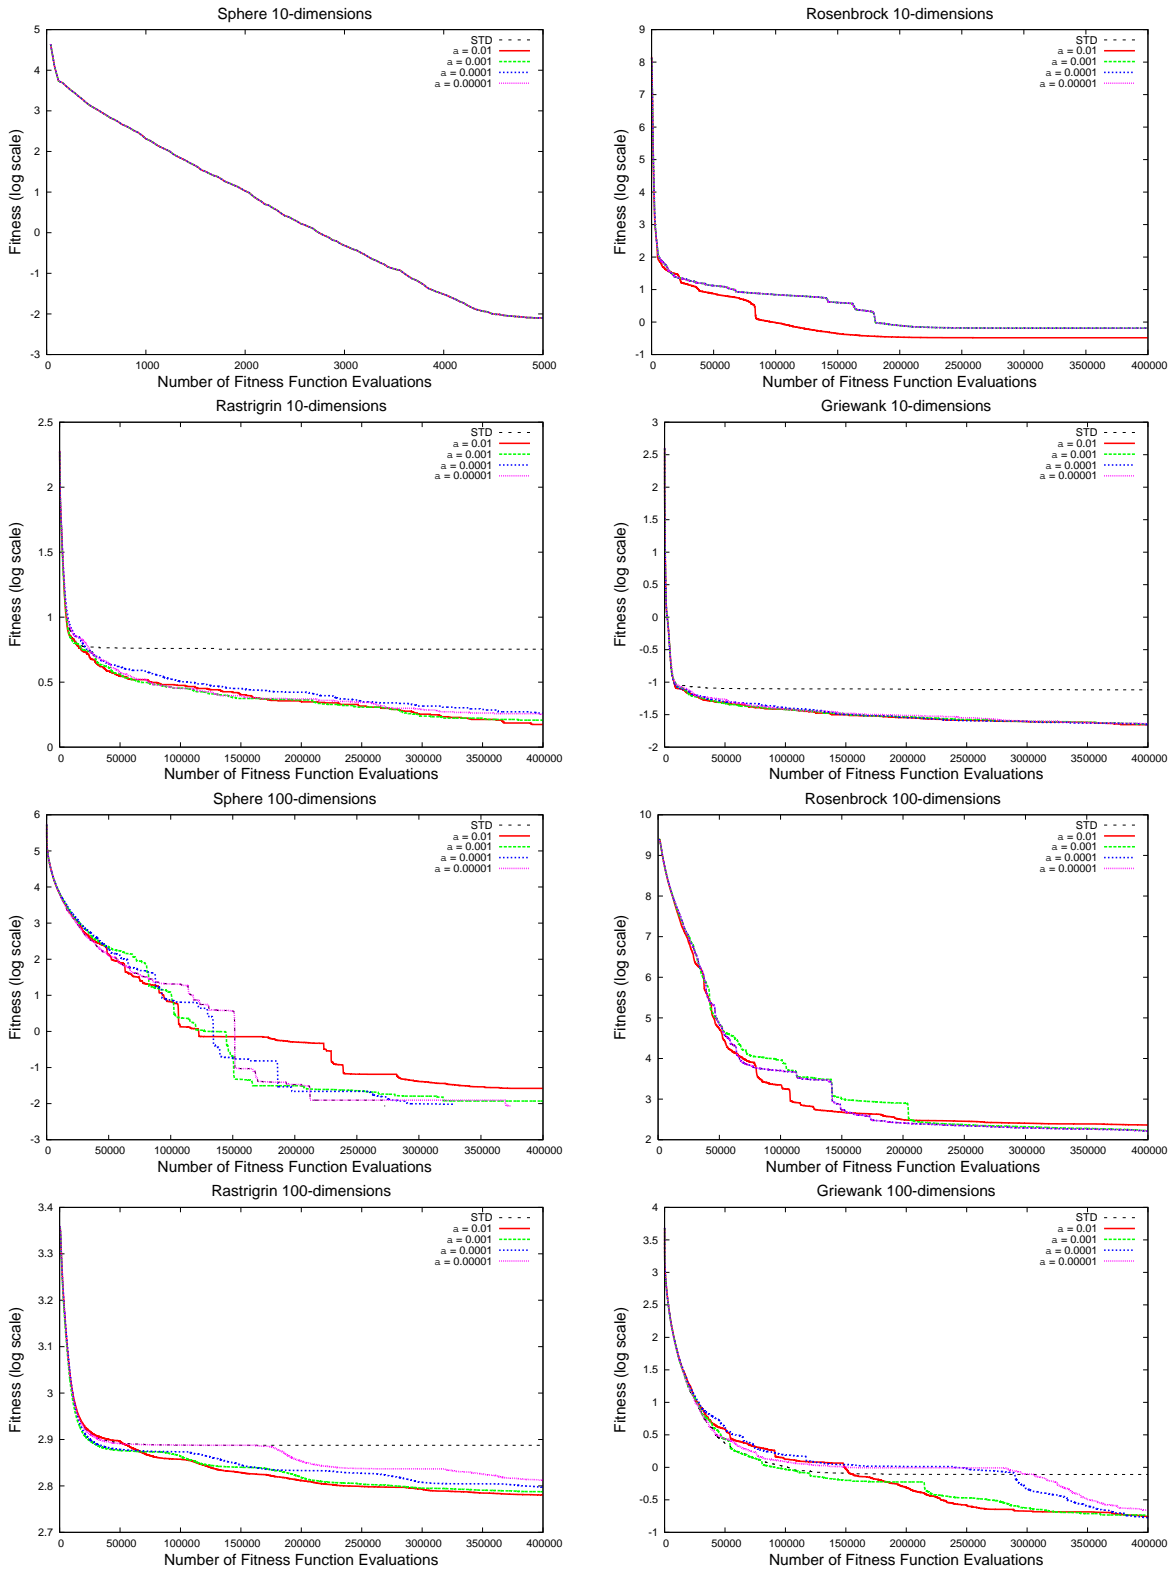 Sphere 10-dimensions
5
4
3
2
1
0
-1
-2
-3
Fitness (log scale)
STD
a = 0.01
a = 0.001
a = 0.0001
a = 0.00001
0 1000 2000 3000 4000 5000
Number of Fitness Function Evaluations
Rosenbrock 10-dimensions
9
8
7
6
5
4
3
2
1
0
-1
Fitness (log scale)
STD
a = 0.01
a = 0.001
a = 0.0001
a = 0.00001
0 50000 100000 150000 200000 250000 300000 350000 400000
Number of Fitness Function Evaluations
Rastrigrin 10-dimensions
2.5
2
1.5
1
0.5
0
Fitness (log scale)
STD
a = 0.01
a = 0.001
a = 0.0001
a = 0.00001
0 50000 100000 150000 200000 250000 300000 350000 400000
Number of Fitness Function Evaluations
Griewank 10-dimensions
3
2.5
2
1.5
1
0.5
0
-0.5
-1
-1.5
-2
Fitness (log scale)
STD
a = 0.01
a = 0.001
a = 0.0001
a = 0.00001
0 50000 100000 150000 200000 250000 300000 350000 400000
Number of Fitness Function Evaluations
Sphere 100-dimensions
6
5
4
3
2
1
0
-1
-2
-3
Fitness (log scale)
STD
a = 0.01
a = 0.001
a = 0.0001
a = 0.00001
0 50000 100000 150000 200000 250000 300000 350000 400000
Number of Fitness Function Evaluations
Rosenbrock 100-dimensions
10
9
8
7
6
5
4
3
2
Fitness (log scale)
STD
a = 0.01
a = 0.001
a = 0.0001
a = 0.00001
0 50000 100000 150000 200000 250000 300000 350000 400000
Number of Fitness Function Evaluations
Rastrigrin 100-dimensions
3.4
3.3
3.2
3.1
3
2.9
2.8
2.7
Fitness (log scale)
STD
a = 0.01
a = 0.001
a = 0.0001
a = 0.00001
0 50000 100000 150000 200000 250000 300000 350000 400000
Number of Fitness Function Evaluations
Griewank 100-dimensions
4
3.5
3
2.5
2
1.5
1
0.5
0
-0.5
-1
Fitness (log scale)
STD
a = 0.01
a = 0.001
a = 0.0001
a = 0.00001
0 50000 100000 150000 200000 250000 300000 350000 400000
Number of Fitness Function Evaluations